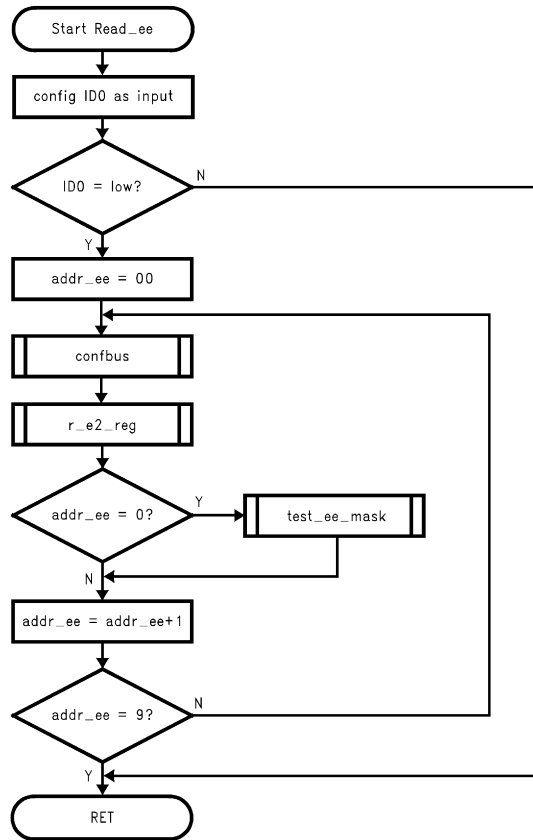 Start Read_ee
config ID0 as input
ID0 = low?
N
Y
addr_ee = 00
confbus
r_e2_reg
addr_ee = 0?
Y
test_ee_mask
N
addr_ee = addr_ee+1
addr_ee = 9?
N
Y
RET